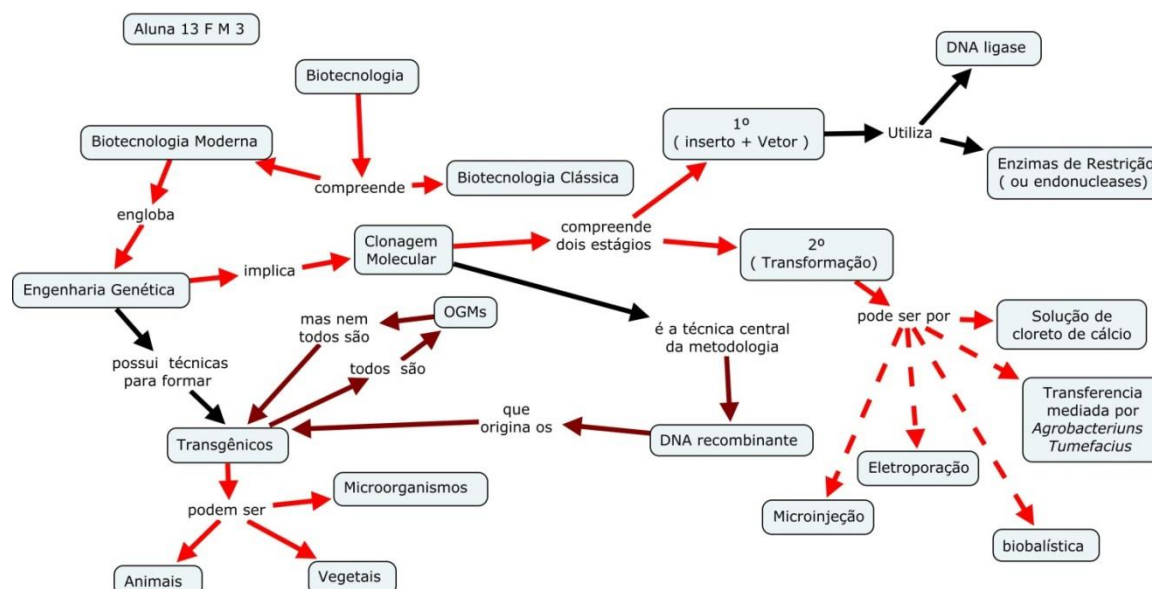 Aluna 13 F M 3
Biotecnologia
DNA ligase
Biotecnologia Moderna
1º
( inserto + Vetor )
Utiliza
compreende
Biotecnologia Clássica
Enzimas de Restrição
( ou endonucleases)
engloba
compreende
dois estágios
Clonagem
Molecular
2º
( Transformação)
implica
Engenharia Genética
OGMs
pode ser por
Solução de
cloreto de cálcio
mas nem
todos são
é a técnica central
da metodologia
possui técnicas
para formar
todos são
Transferencia
mediada por
Agrobacteriuns
Tumefacius
que
origina os
Transgênicos
DNA recombinante
Eletroporação
Microorganismos
podem ser
Microinjeção
biobalística
Animais
Vegetais